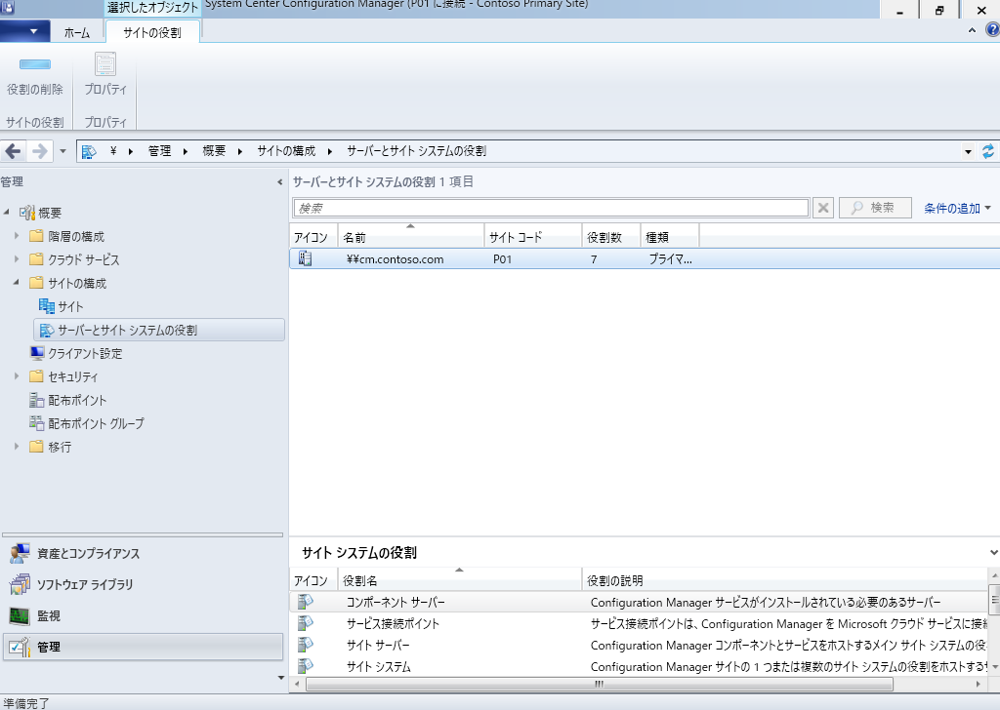 選択したオブジェクト
System Center Configuration Manager (P01 に接続 - Contoso Primary Site)
ホーム
サイトの役割
役割の削除
プロパティ
サイトの役割
プロパティ
¥ 管理 概要 サイトの構成 サーバーとサイト システムの役割
管理
サーバーとサイト システムの役割 1 項目
検索
検索
条件の追加
概要
階層の構成
クラウド サービス
サイトの構成
サイト
サーバーとサイト システムの役割
クライアント設定
セキュリティ
配布ポイント
配布ポイント グループ
移行
アイコン 名前 サイト コード 役割数 種類
¥¥cm.contoso.com P01 7 プライマ...
資産とコンプライアンス
ソフトウェア ライブラリ
監視
管理
サイト システムの役割
アイコン 役割名 役割の説明
コンポーネント サーバー Configuration Manager サービスがインストールされている必要のあるサーバー
サービス接続ポイント サービス接続ポイントは、Configuration Manager を Microsoft クラウド サービスに接
サイト サーバー Configuration Manager コンポーネントとサービスをホストするメイン サイト システムの役
サイト システム Configuration Manager サイトの 1 つまたは複数のサイト システムの役割をホストする
準備完了